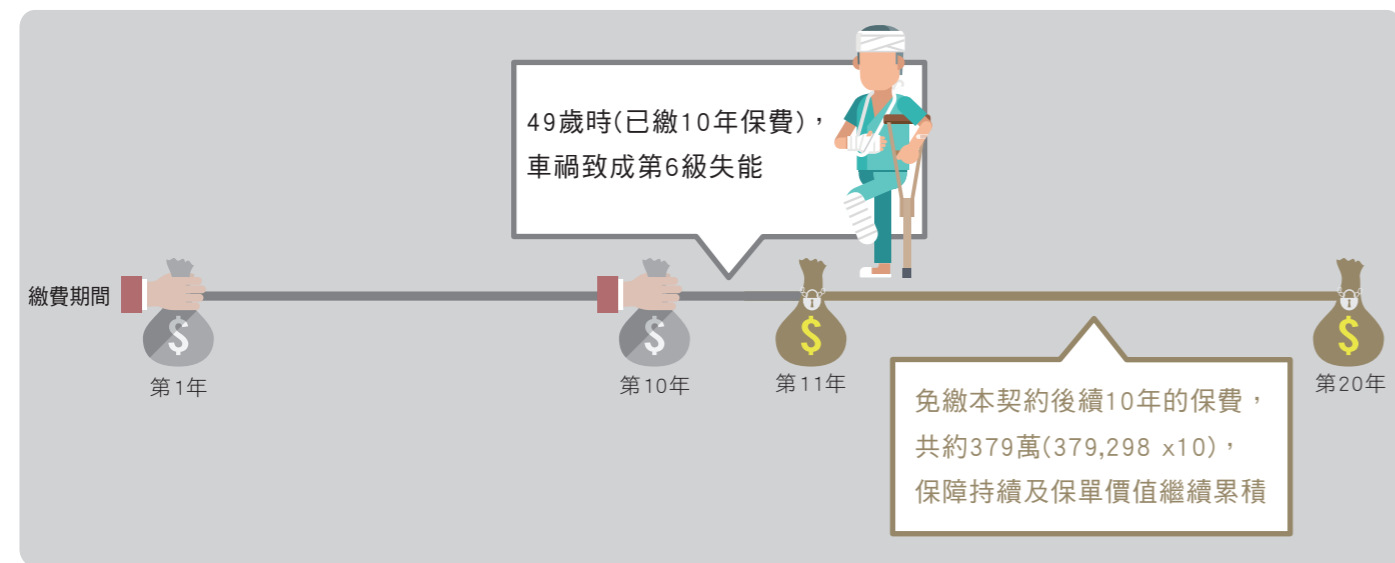 49歲時(已繳10年保費),
車禍致成第6級失能
繳費期間
$
$
$
$
第1年
第10年
第11年
第20年
免繳本契約後續10年的保費,
共約379萬(379,298 x10),
保障持續及保單價值繼續累積